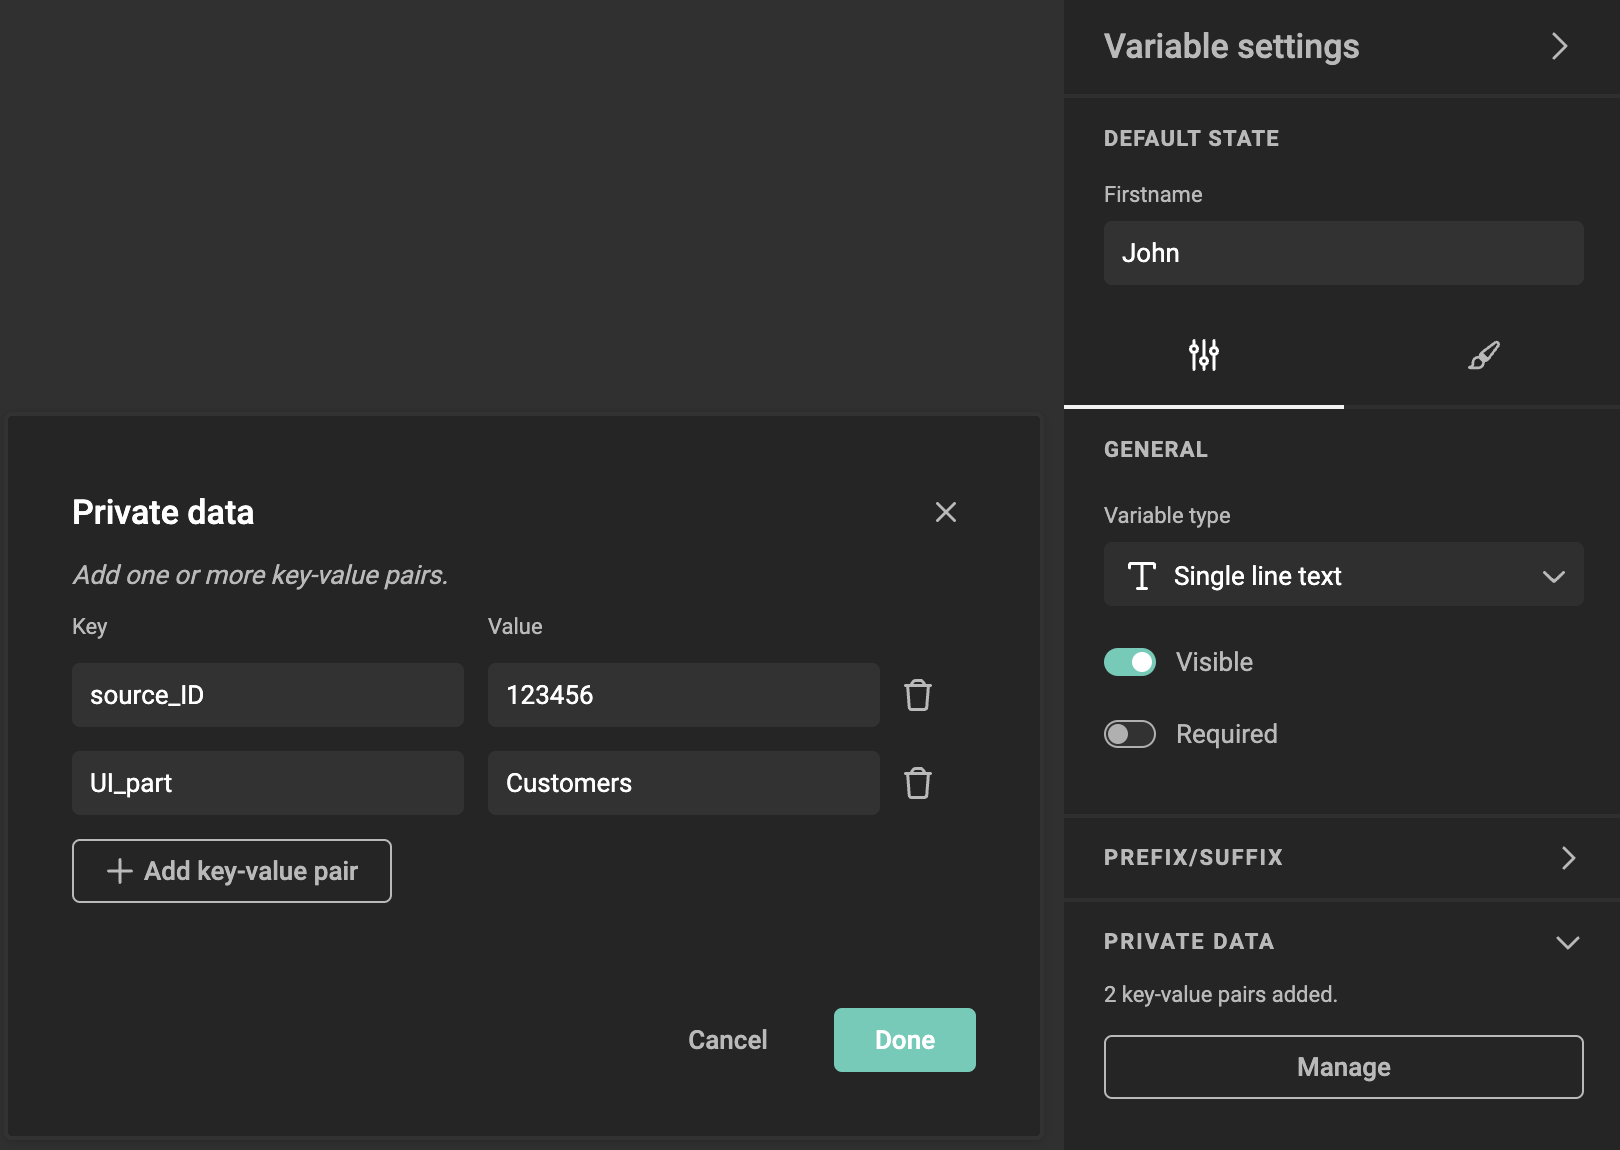 Variable settings
DEFAULT STATE
Firstname
John
GENERAL
Variable type
Single line text
Visible
Required
PREFIX/SUFFIX
PRIVATE DATA
2 key-value pairs added.
Manage
Private data
Add one or more key-value pairs.
Key Value
source_ID 123456
UI_part Customers
Add key-value pair
Cancel Done